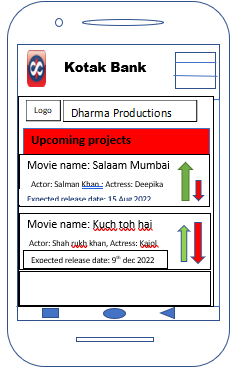 Kotak Bank
Logo
Dharma Productions
Upcoming projects
Movie name: Salaam Mumbai
Actor: Salman Khan,: Actress: Deepika
Expected release date: 15 Aug 2022
Movie name: Kuch toh hai
Actor: Shah rukh khan, Actress: Kajol
Expected release date: 9th dec 2022